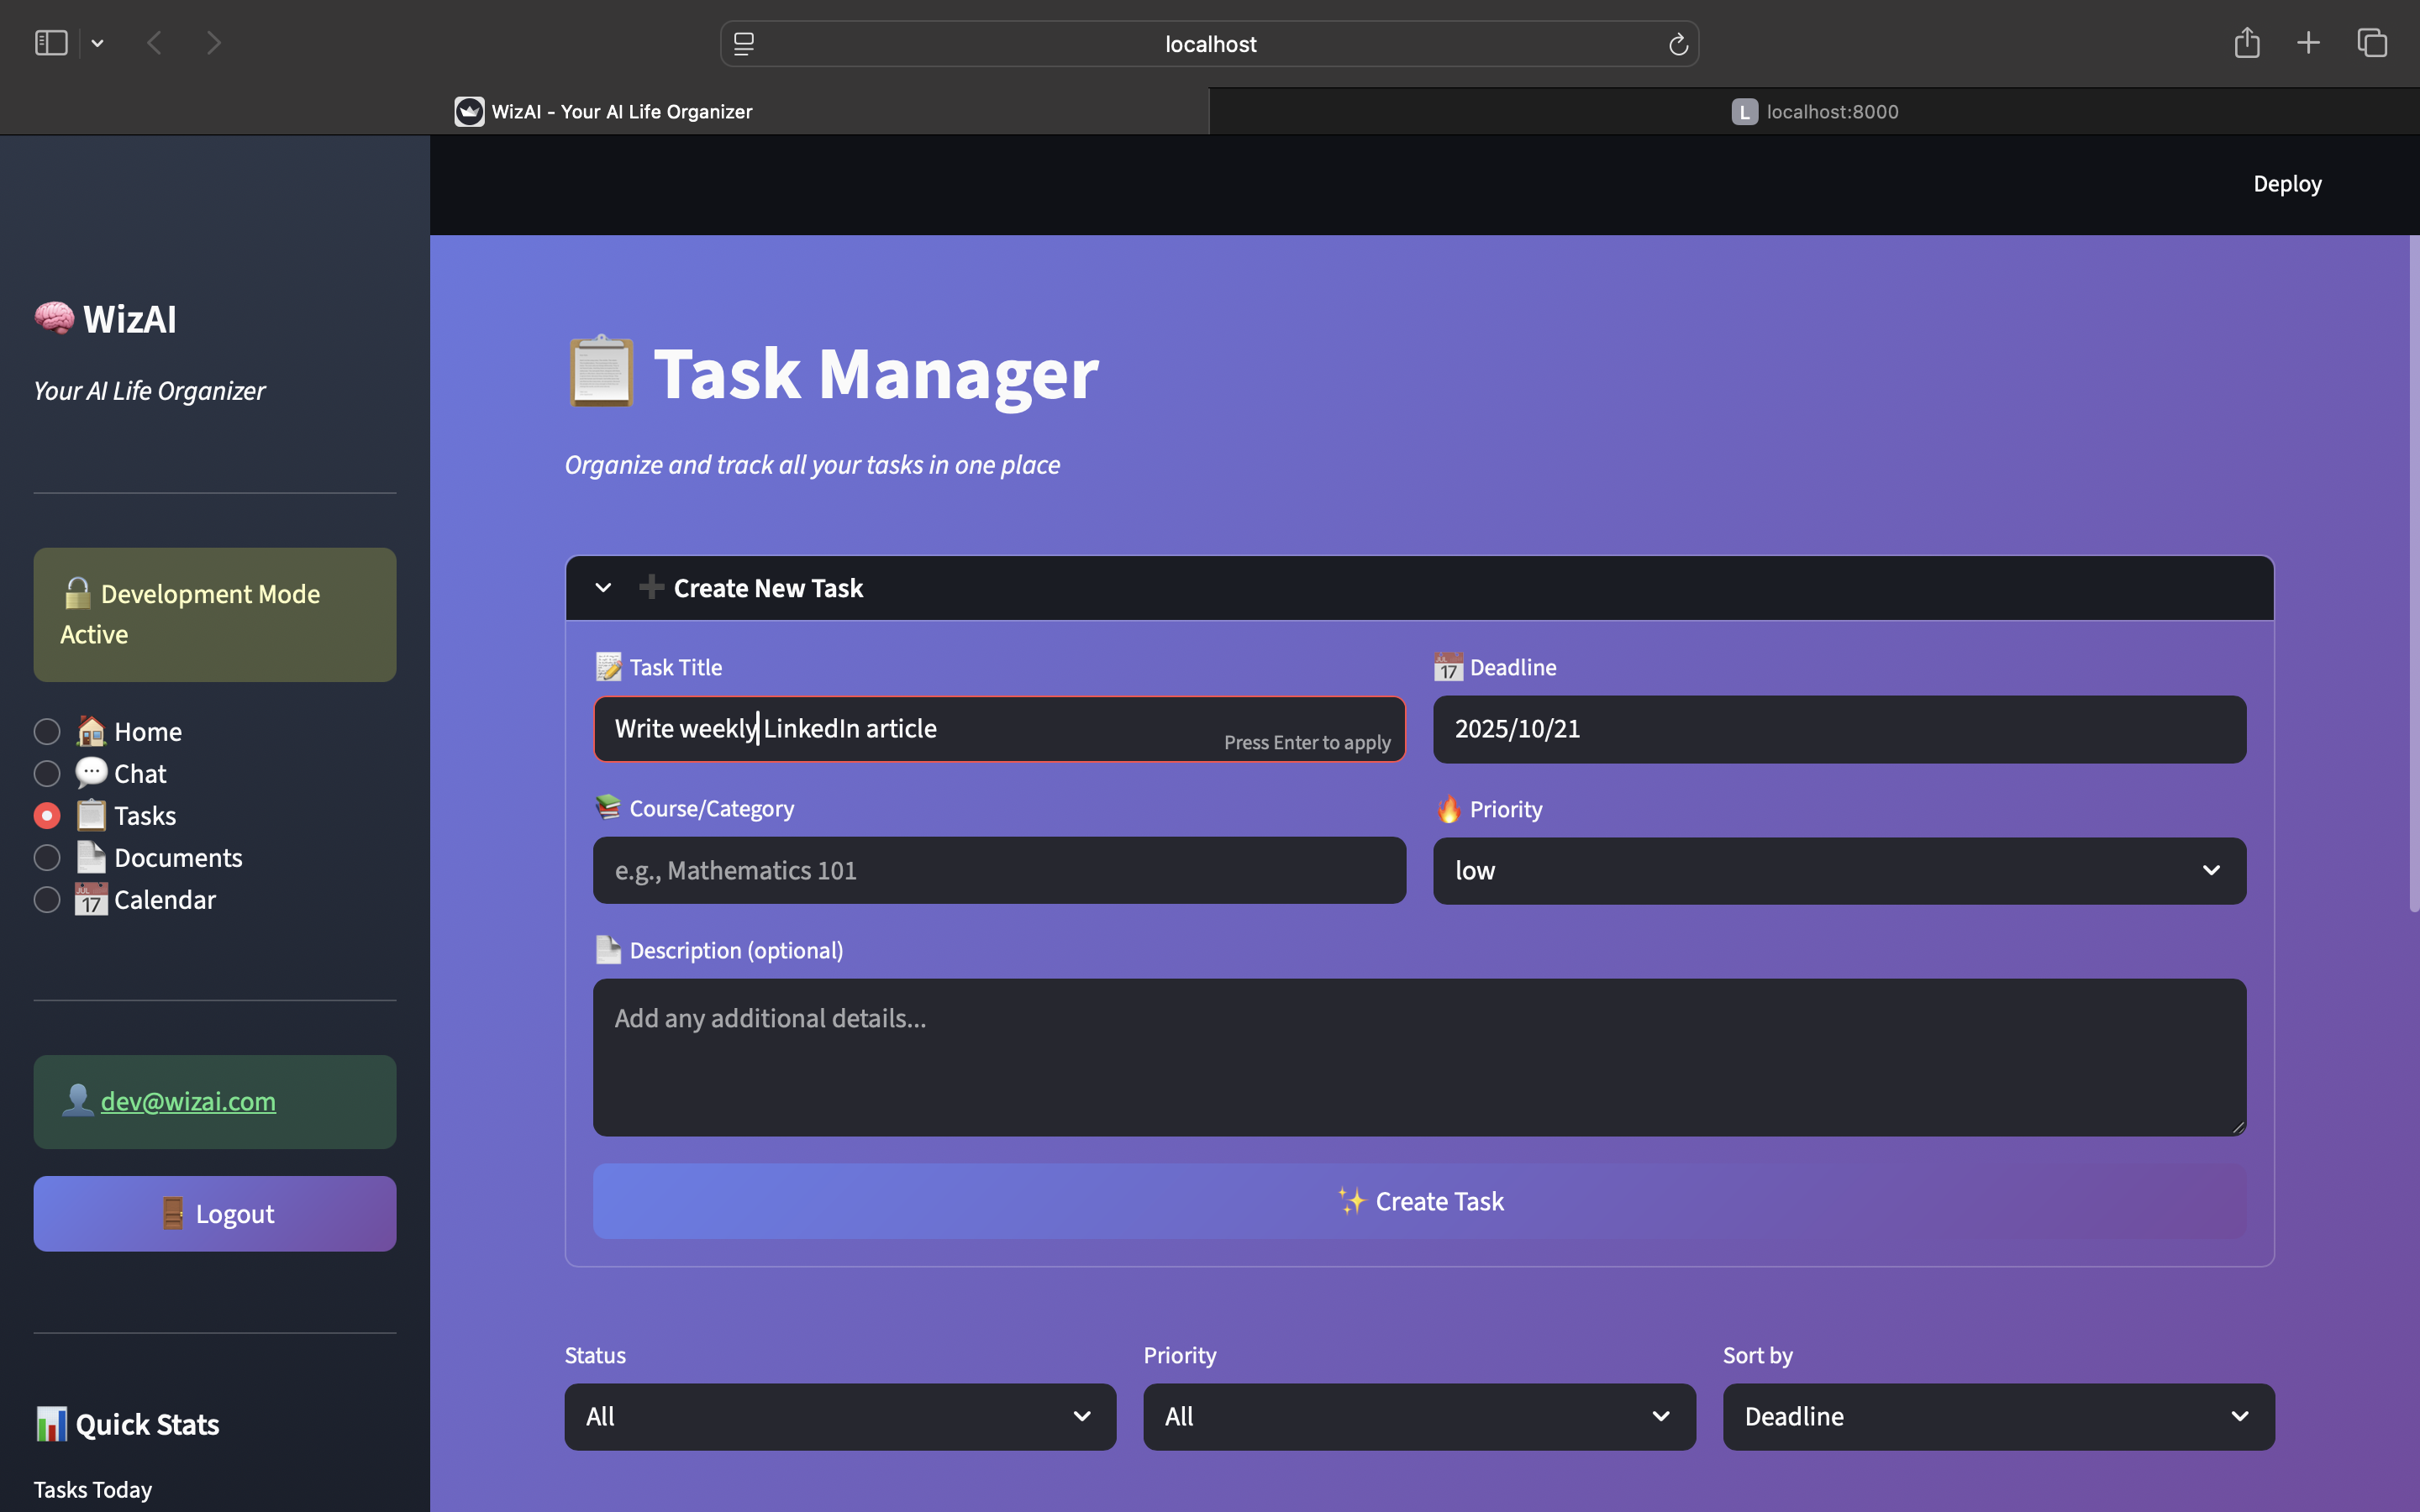 localhost
WizAI - Your AI Life Organizer
L localhost:8000
Deploy
🧠 WizAI
Your AI Life Organizer
🔓 Development Mode
Active
🏠 Home
💬 Chat
📋 Tasks
📄 Documents
📅 Calendar
👤 dev@wizai.com
🚪 Logout
📊 Quick Stats
Tasks Today
📋 Task Manager
Organize and track all your tasks in one place
➕ Create New Task
📝 Task Title
Write weekly LinkedIn article
Press Enter to apply
📅 Deadline
2025/10/21
📚 Course/Category
e.g., Mathematics 101
🔥 Priority
low
📄 Description (optional)
Add any additional details...
✨ Create Task
Status
All
Priority
All
Sort by
Deadline